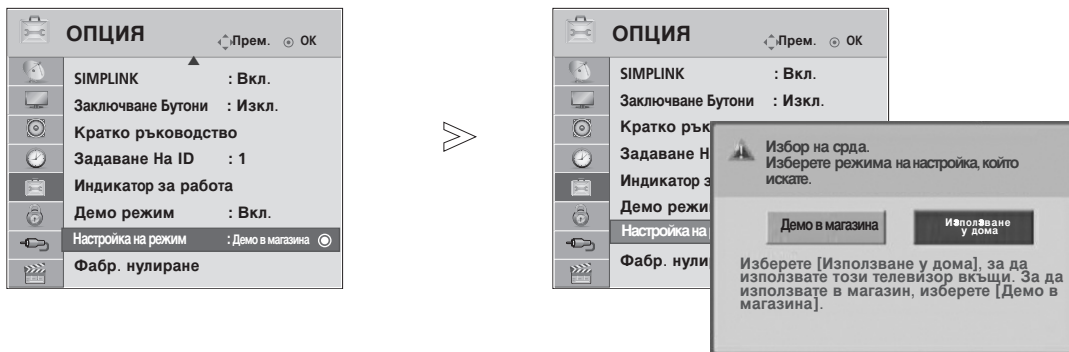 ОПЦИЯ
Прем. OK
SIMPLINK : Вкл.
Заключване Бутони : Изкл.
Кратко ръководство
Задаване На ID : 1
Индикатор за работа
Демо режим : Вкл.
Настройка на режим : Демо в магазина
Фабр. нулиране
ОПЦИЯ
Прем. OK
SIMPLINK : Вкл.
Заключване Бутони : Изкл.
Кратко рък
Задаване Н
Индикатор з
Демо режи
Настройка на
Фабр. нули
Избор на срда.
Изберете режима на настройка, който
искате.
Демо в магазина
Използване
у дома
Изберете [Използване у дома], за да
използвате този телевизор вкъщи. За да
използвате в магазин, изберете [Демо в
магазина].